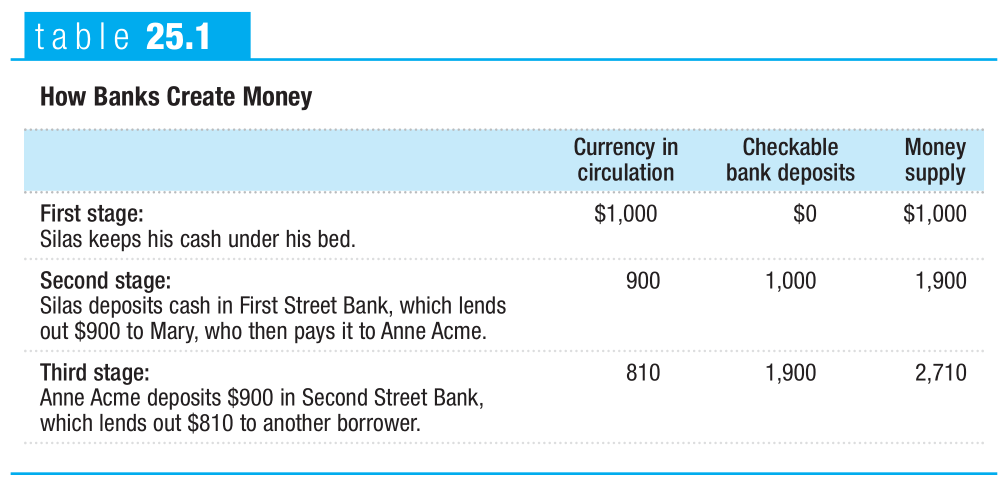 table 25.1
How Banks Create Money
Currency in circulation Checkable bank deposits Money supply
First stage: $1,000 $0 $1,000
Silas keeps his cash under his bed.
Second stage: 900 1,000 1,900
Silas deposits cash in First Street Bank, which lends
out $900 to Mary, who then pays it to Anne Acme.
Third stage: 810 1,900 2,710
Anne Acme deposits $900 in Second Street Bank,
which lends out $810 to another borrower.